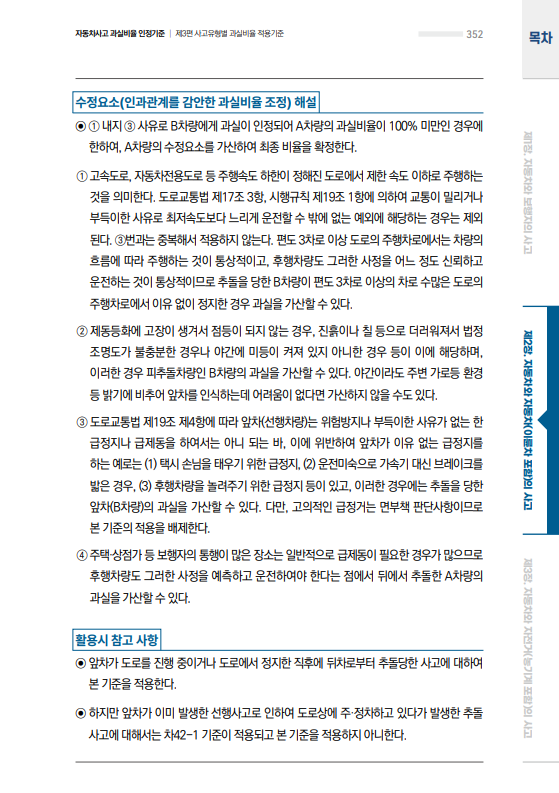 자동차사고 과실비율 인정기준 | 제3편 사고유형별 과실비율 적용기준
352
목차
수정요소(인과관계를 감안한 과실비율 조정) 해설
◉ ① 내지 ③ 사유로 B차량에게 과실이 인정되어 A차량의 과실비율이 100% 미만인 경우에
한하여, A차량의 수정요소를 가산하여 최종 비율을 확정한다.
① 고속도로, 자동차전용도로 등 주행속도 하한이 정해진 도로에서 제한 속도 이하로 주행하는
것을 의미한다. 도로교통법 제17조 3항, 시행규칙 제19조 1항에 의하여 교통이 밀리거나
부득이한 사유로 최저속도보다 느리게 운전할 수 밖에 없는 예외에 해당하는 경우는 제외
된다. ③번과는 중복해서 적용하지 않는다. 편도 3차로 이상 도로의 주행차로에서는 차량의
흐름에 따라 주행하는 것이 통상적이고, 후행차량도 그러한 사정을 어느 정도 신뢰하고
운전하는 것이 통상적이므로 추돌을 당한 B차량이 편도 3차로 이상의 차로 수많은 도로의
주행차로에서 이유 없이 정지한 경우 과실을 가산할 수 있다.
② 제동등화에 고장이 생겨서 점등이 되지 않는 경우, 진흙이나 칠 등으로 더러워져서 법정
조명도가 불충분한 경우나 야간에 미등이 켜져 있지 아니한 경우 등이 이에 해당하며,
이러한 경우 피추돌차량인 B차량의 과실을 가산할 수 있다. 야간이라도 주변 가로등 환경
등 밝기에 비추어 앞차를 인식하는데 어려움이 없다면 가산하지 않을 수도 있다.
③ 도로교통법 제19조 제4항에 따라 앞차(선행차량)는 위험방지나 부득이한 사유가 없는 한
급정지나 급제동을 하여서는 아니 되는 바, 이에 위반하여 앞차가 이유 없는 급정지를
하는 예로는 (1) 택시 손님을 태우기 위한 급정지, (2) 운전미숙으로 가속기 대신 브레이크를
밟은 경우, (3) 후행차량을 놀려주기 위한 급정지 등이 있고, 이러한 경우에는 추돌을 당한
앞차(B차량)의 과실을 가산할 수 있다. 다만, 고의적인 급정거는 면부책 판단사항이므로
본 기준의 적용을 배제한다.
④ 주택·상점가 등 보행자의 통행이 많은 장소는 일반적으로 급제동이 필요한 경우가 많으므로
후행차량도 그러한 사정을 예측하고 운전하여야 한다는 점에서 뒤에서 추돌한 A차량의
과실을 가산할 수 있다.
활용시 참고 사항
◉ 앞차가 도로를 진행 중이거나 도로에서 정지한 직후에 뒤차로부터 추돌당한 사고에 대하여
본 기준을 적용한다.
◉ 하지만 앞차가 이미 발생한 선행사고로 인하여 도로상에 주·정차하고 있다가 발생한 추돌
사고에 대해서는 차42-1 기준이 적용되고 본 기준을 적용하지 아니한다.
제1장. 자동차와 보행자의 사고
제2장. 자동차와 자동차(이륜차 포함)의 사고
제3장. 자동차와 자전거(농기계 포함)의 사고